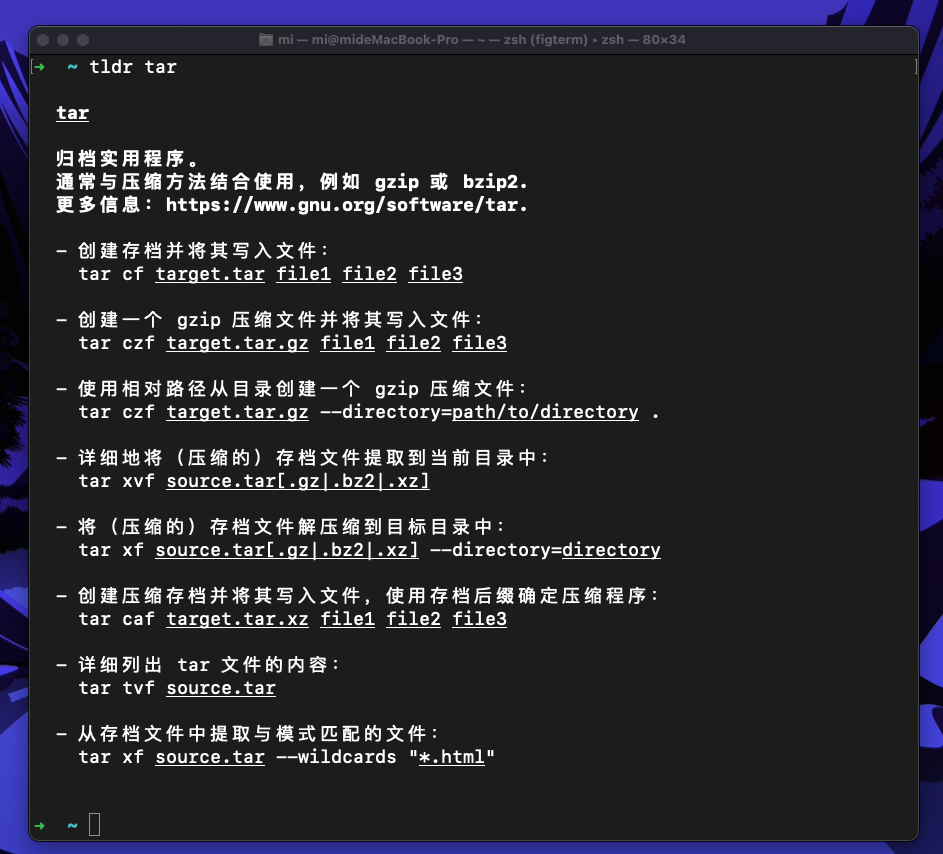 mi — mi@mideMacBook-Pro — ~ — zsh (figterm) ▸ zsh — 80×34
[➜  ~ tldr tar ]
tar
归档实用程序。
通常与压缩方法结合使用，例如 gzip 或 bzip2.
更多信息：https://www.gnu.org/software/tar.
- 创建存档并将其写入文件：
tar cf target.tar file1 file2 file3
- 创建一个 gzip 压缩文件并将其写入文件：
tar czf target.tar.gz file1 file2 file3
- 使用相对路径从目录创建一个 gzip 压缩文件：
tar czf target.tar.gz --directory=path/to/directory .
- 详细地将（压缩的）存档文件提取到当前目录中：
tar xvf source.tar[.gz|.bz2|.xz]
- 将（压缩的）存档文件解压缩到目标目录中：
tar xf source.tar[.gz|.bz2|.xz] --directory=directory
- 创建压缩存档并将其写入文件，使用存档后缀确定压缩程序：
tar caf target.tar.xz file1 file2 file3
- 详细列出 tar 文件的内容：
tar tvf source.tar
- 从存档文件中提取与模式匹配的文件：
tar xf source.tar --wildcards "*.html"
➜  ~